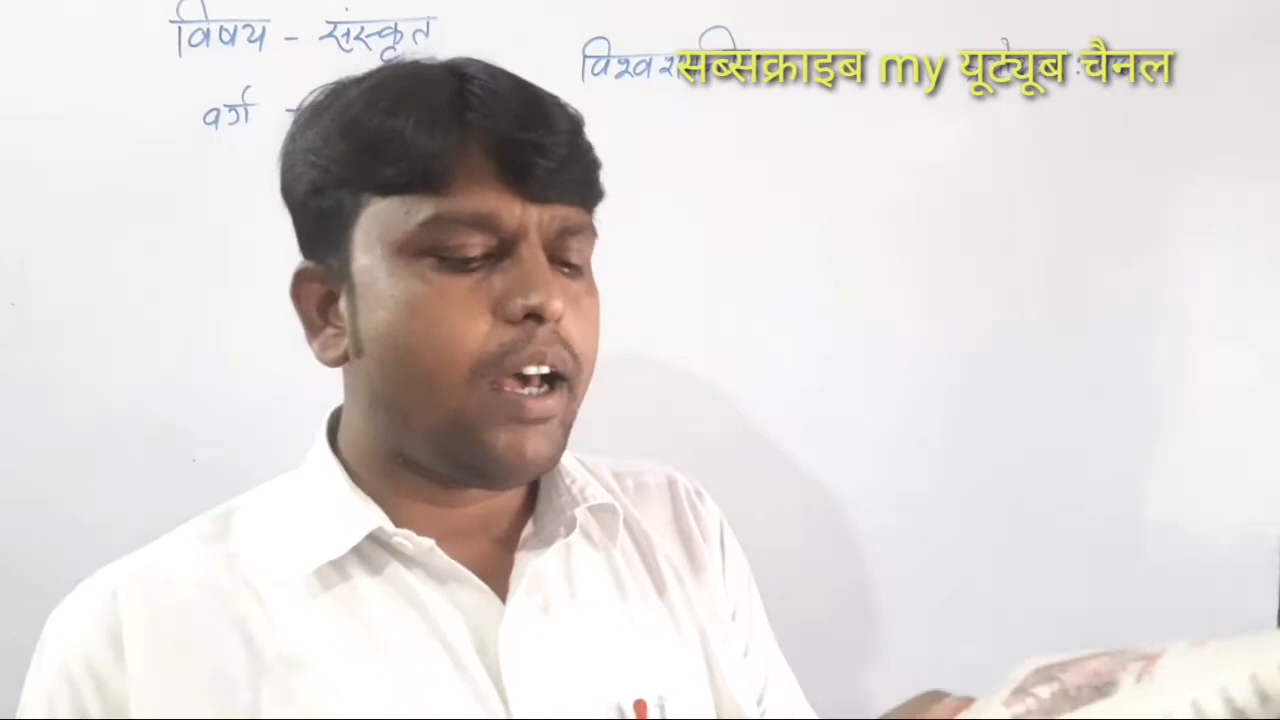 विषय - संस्कृत
सब्सक्राइब my यूट्यूब चैनल
वर्ग -